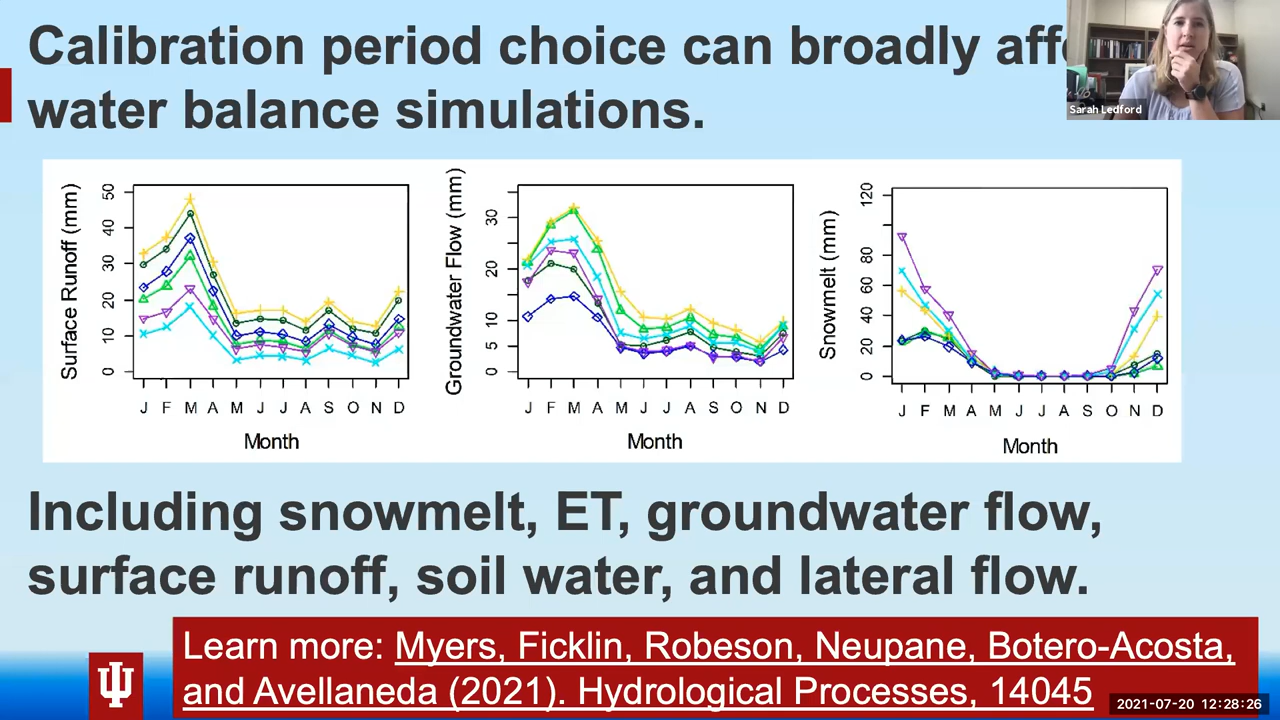 Calibration period choice can broadly aff
water balance simulations.
Sarah Ledford
Surface Runoff (mm)
50
40
30
20
10
0
J F M A M J J A S O N D
Month
Groundwater Flow (mm)
30
20
10
5
0
J F M A M J J A S O N D
Month
Snowmelt (mm)
120
80
60
40
20
0
J F M A M J J A S O N D
Month
Including snowmelt, ET, groundwater flow,
surface runoff, soil water, and lateral flow.
Learn more: Myers, Ficklin, Robeson, Neupane, Botero-Acosta,
and Avellaneda (2021). Hydrological Processes, 14045
2021-07-20 12:28:26